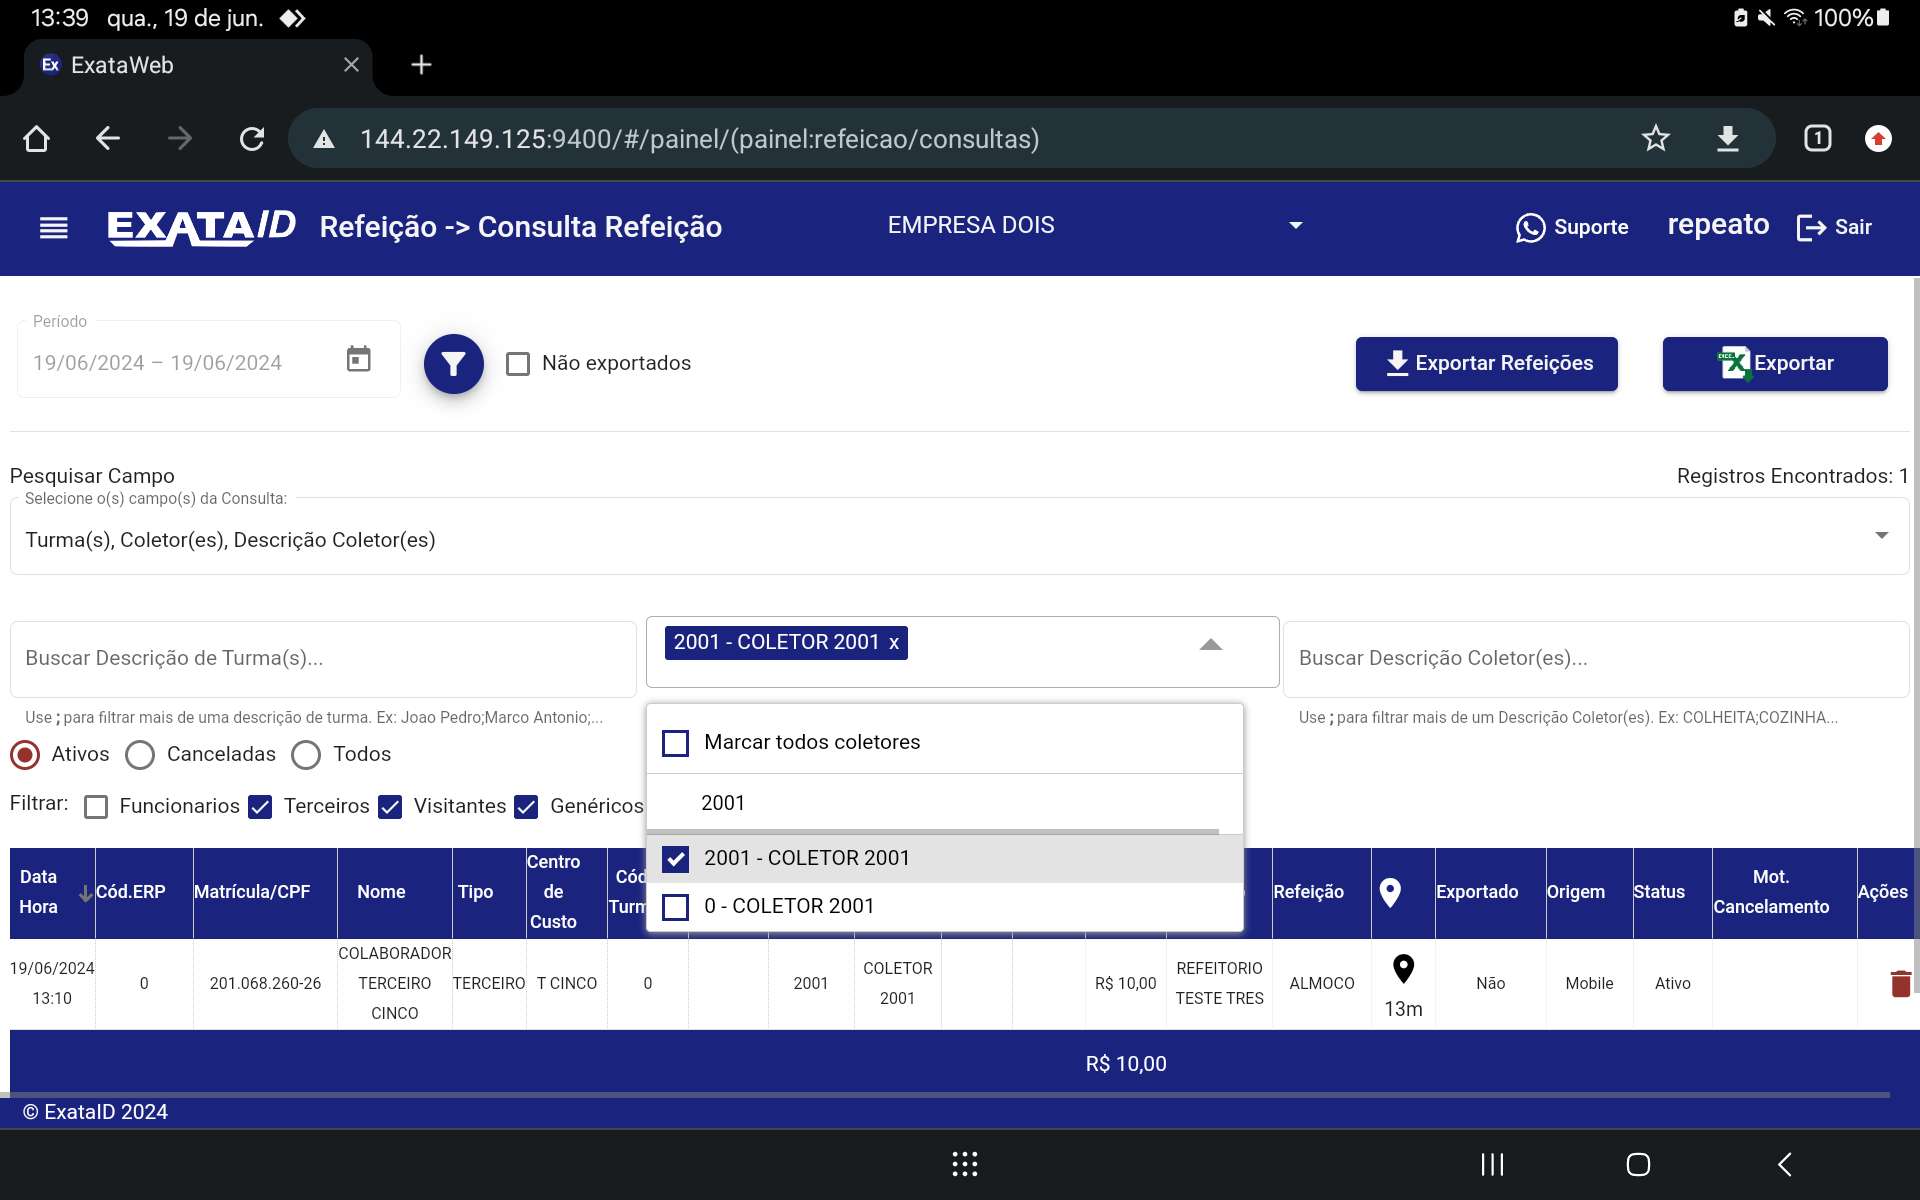 13:39 qua., 19 de jun. 100%
Ex ExataWeb
144.22.149.125:9400/#/painel/(painel:refeicao/consultas) 1
EXATA/D Refeição -> Consulta Refeição EMPRESA DOIS Suporte repeato Sair
Período
19/06/2024 – 19/06/2024 Não exportados Exportar Refeições Exportar
Pesquisar Campo Registros Encontrados: 1
Selecione o(s) campo(s) da Consulta:
Turma(s), Coletor(es), Descrição Coletor(es)
2001 - COLETOR 2001 x
Buscar Descrição de Turma(s)... Buscar Descrição Coletor(es)...
Use ; para filtrar mais de uma descrição de turma. Ex: Joao Pedro;Marco Antonio;... Use ; para filtrar mais de um Descrição Coletor(es). Ex: COLHEITA;COZINHA...
Ativos Canceladas Todos
Marcar todos coletores
Filtrar: Funcionarios Terceiros Visitantes Genéricos
2001
2001 - COLETOR 2001
0 - COLETOR 2001
Data Hora Cód.ERP Matrícula/CPF Nome Tipo Centro de Custo Cód Turm Refeição Exportado Origem Status Mot. Cancelamento Ações
19/06/2024 13:10 0 201.068.260-26 COLABORADOR TERCEIRO CINCO TERCEIRO T CINCO 0 2001 COLETOR 2001 R$ 10,00 REFEITORIO TESTE TRES ALMOCO 13m Não Mobile Ativo
R$ 10,00
© ExataID 2024